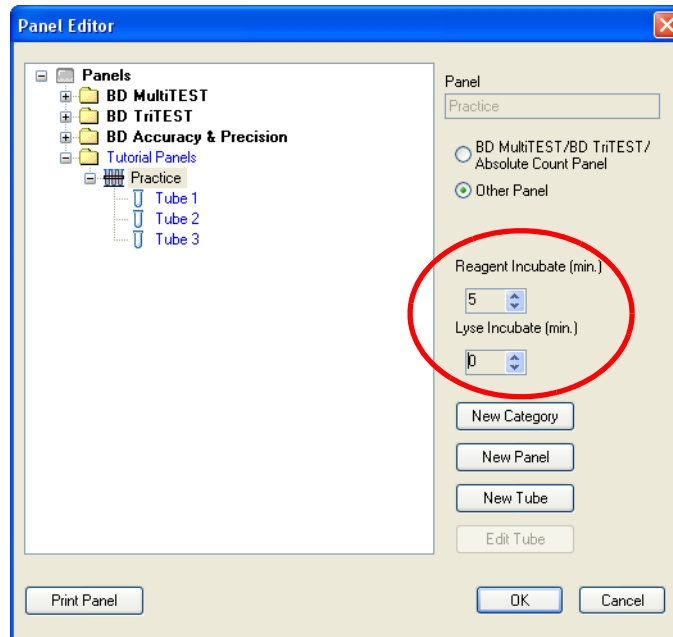 Panel Editor
Panels
BD MultiTEST
BD TriTEST
BD Accuracy & Precision
Tutorial Panels
Practice
Tube 1
Tube 2
Tube 3
Panel
Practice
BD MultiTEST/BD TriTEST/
Absolute Count Panel
Other Panel
Reagent Incubate (min.)
5
Lyse Incubate (min.)
0
New Category
New Panel
New Tube
Edit Tube
Print Panel
OK
Cancel